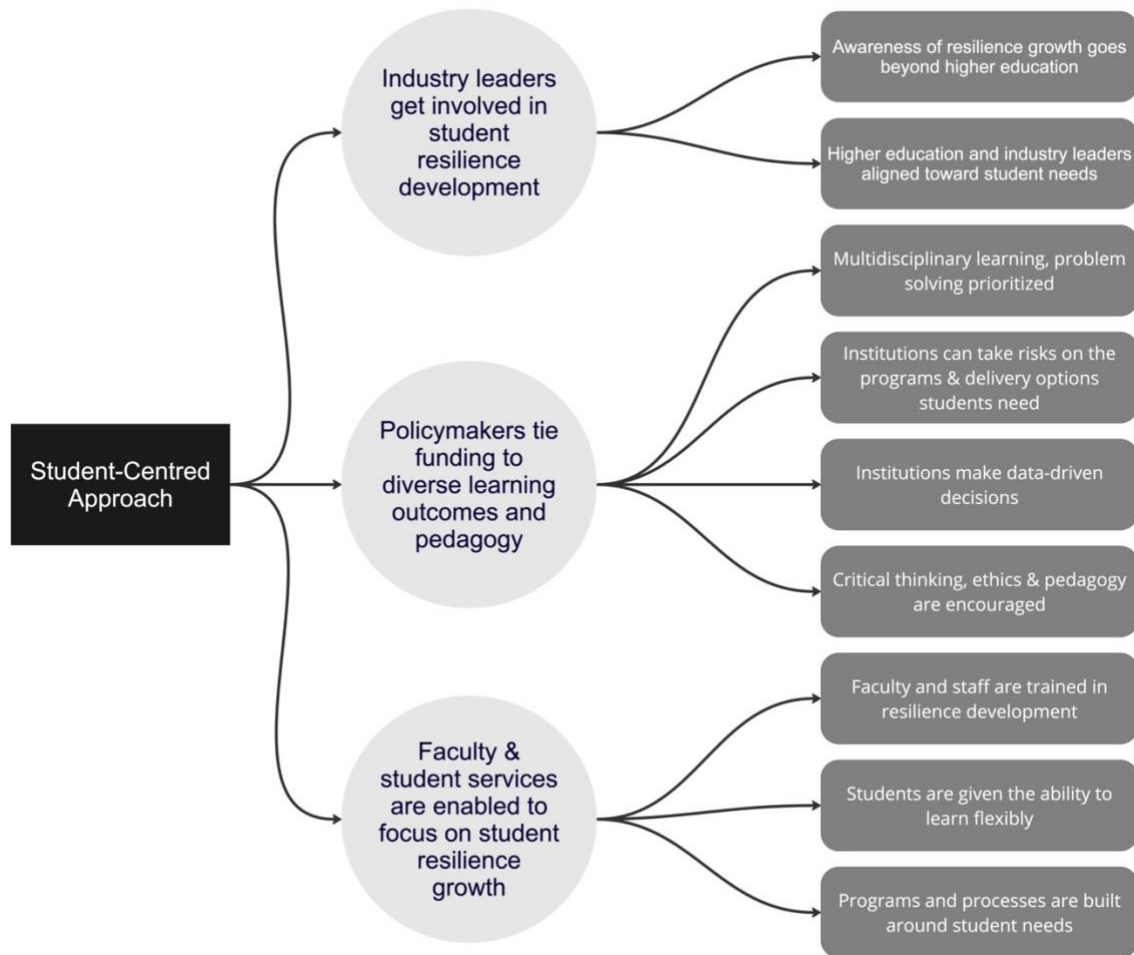 Student-Centred
Approach
Industry leaders
get involved in
student
resilience
development
Awareness of resilience growth goes
beyond higher education
Higher education and industry leaders
aligned toward student needs
Policymakers tie
funding to
diverse learning
outcomes and
pedagogy
Multidisciplinary learning, problem
solving prioritized
Institutions can take risks on the
programs & delivery options
students need
Institutions make data-driven
decisions
Critical thinking, ethics & pedagogy
are encouraged
Faculty &
student services
are enabled to
focus on student
resilience
growth
Faculty and staff are trained in
resilience development
Students are given the ability to
learn flexibly
Programs and processes are built
around student needs